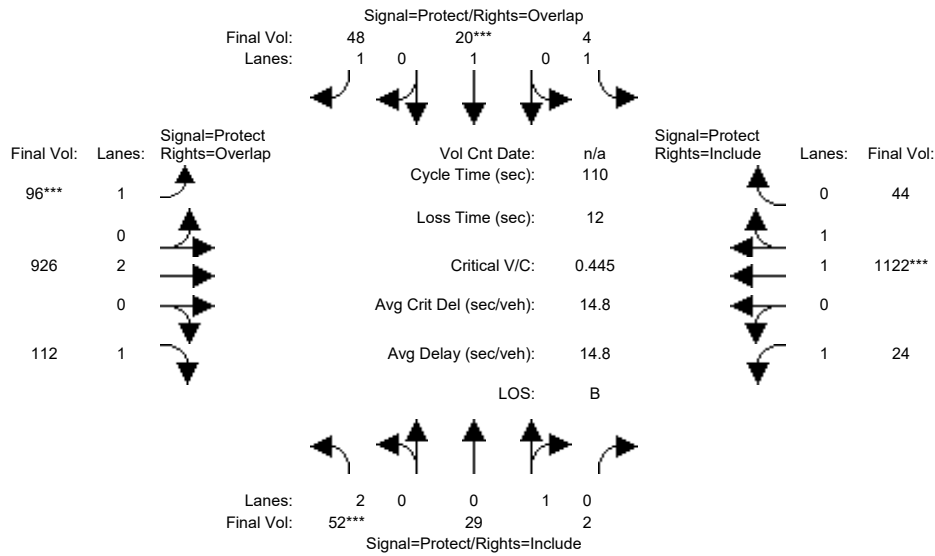 Signal=Protect/Rights=Overlap
Final Vol: 48 20*** 4
Lanes: 1 0 1 0 1
Signal=Protect
Final Vol: Lanes: Rights=Overlap
Vol Cnt Date: n/a
Cycle Time (sec): 110
Signal=Protect
Rights=Include Lanes: Final Vol:
96*** 1
0 44
Loss Time (sec): 12
0
1
926 2
Critical V/C: 0.445
1 1122***
0
Avg Crit Del (sec/veh): 14.8
0
112 1
Avg Delay (sec/veh): 14.8
1 24
LOS: B
Lanes: 2 0 0 1 0
Final Vol: 52*** 29 2
Signal=Protect/Rights=Include